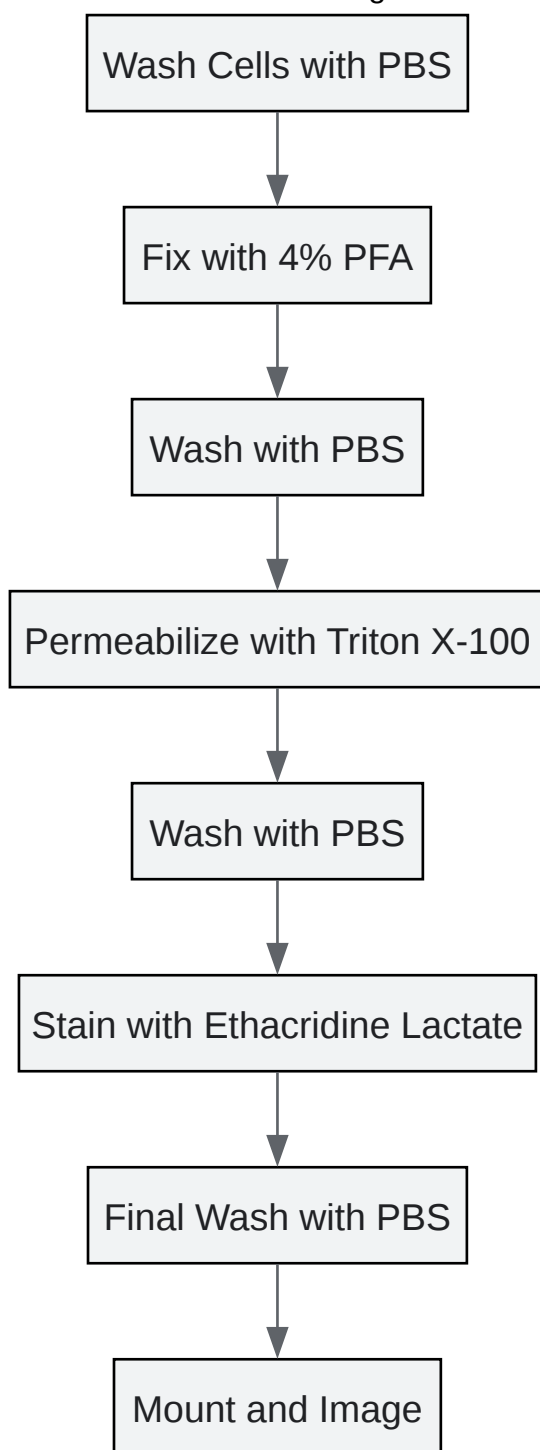 Wash Cells with PBS
Fix with 4% PFA
Wash with PBS
Permeabilize with Triton X-100
Wash with PBS
Stain with Ethacridine Lactate
Final Wash with PBS
Mount and Image